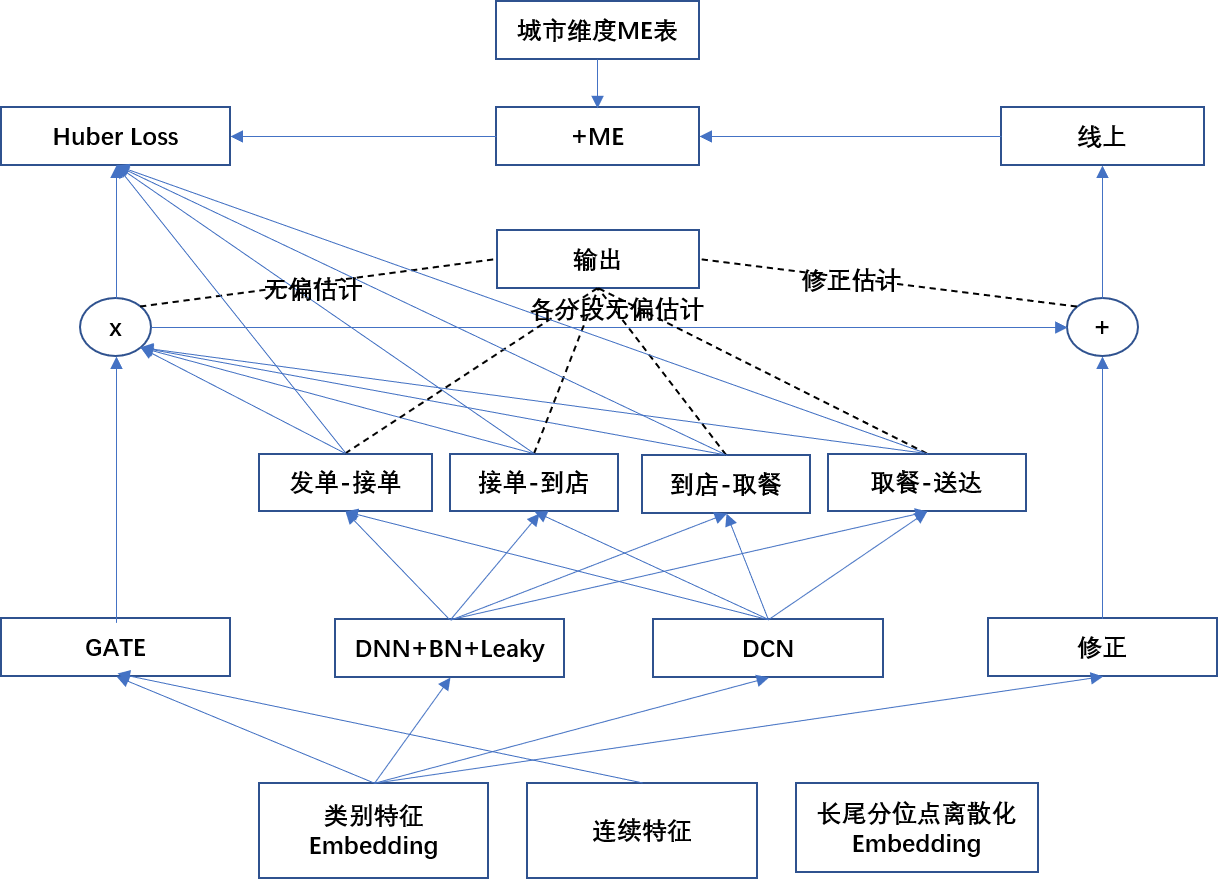 城市维度ME表
Huber Loss
+ME
线上
输出
无偏估计
修正估计
各分段无偏估计
x
+
发单-接单
接单-到店
到店-取餐
取餐-送达
GATE
DNN+BN+Leaky
DCN
修正
类别特征
Embedding
连续特征
长尾分位点离散化
Embedding